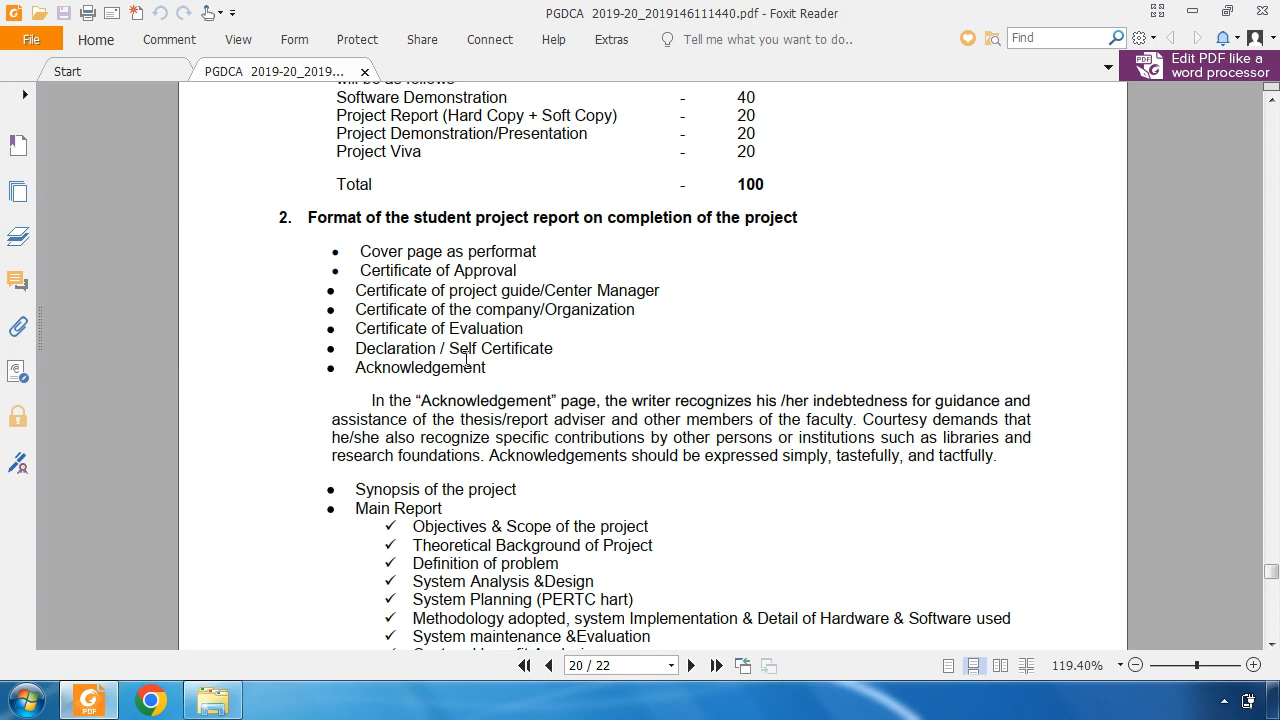 PGDCA 2019-20_2019146111440.pdf - Foxit Reader
File Home Comment View Form Protect Share Connect Help Extras Tell me what you want to do.. Find
Start PGDCA 2019-20_2019... x
Edit PDF like a
word processor
will be as follows
Software Demonstration - 40
Project Report (Hard Copy + Soft Copy) - 20
Project Demonstration/Presentation - 20
Project Viva - 20
Total - 100
2. Format of the student project report on completion of the project
• Cover page as performat
• Certificate of Approval
• Certificate of project guide/Center Manager
• Certificate of the company/Organization
• Certificate of Evaluation
• Declaration / Self Certificate
• Acknowledgement
In the “Acknowledgement” page, the writer recognizes his /her indebtedness for guidance and
assistance of the thesis/report adviser and other members of the faculty. Courtesy demands that
he/she also recognize specific contributions by other persons or institutions such as libraries and
research foundations. Acknowledgements should be expressed simply, tastefully, and tactfully.
• Synopsis of the project
• Main Report
✓ Objectives & Scope of the project
✓ Theoretical Background of Project
✓ Definition of problem
✓ System Analysis &Design
✓ System Planning (PERTC hart)
✓ Methodology adopted, system Implementation & Detail of Hardware & Software used
✓ System maintenance &Evaluation
20 / 22
119.40%
PDF